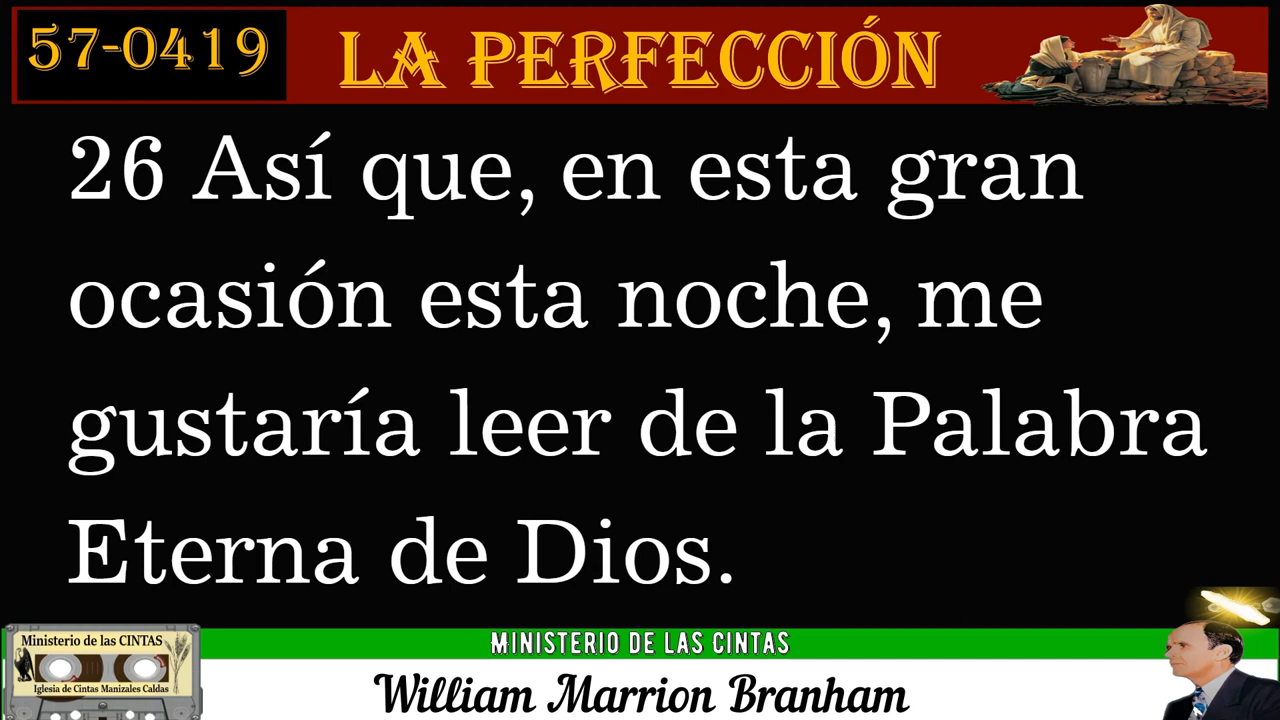 57-0419
LA PERFECCIÓN
26 Así que, en esta gran
ocasión esta noche, me
gustaría leer de la Palabra
Eterna de Dios.
MINISTERIO DE LAS CINTAS
Ministerio de las CINTAS
Iglesia de Cintas Manizales Caldas
William Marrion Branham